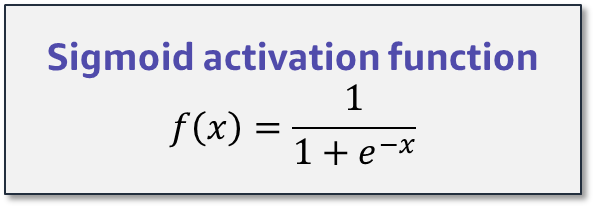 Sigmoid activation function
f(x) = 1 / (1 + e^{-x})